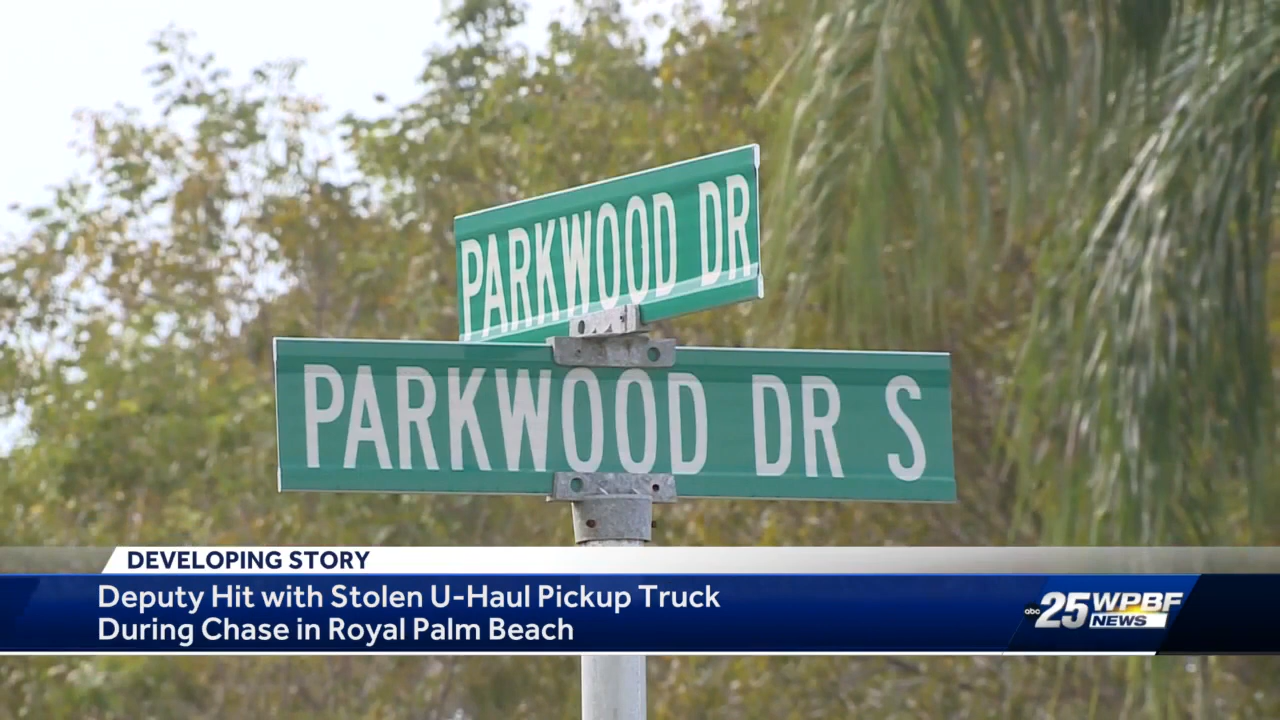 PARKWOOD DR
PARKWOOD DR S
DEVELOPING STORY
Deputy Hit with Stolen U-Haul Pickup Truck
During Chase in Royal Palm Beach
abc 25 WPBF
NEWS